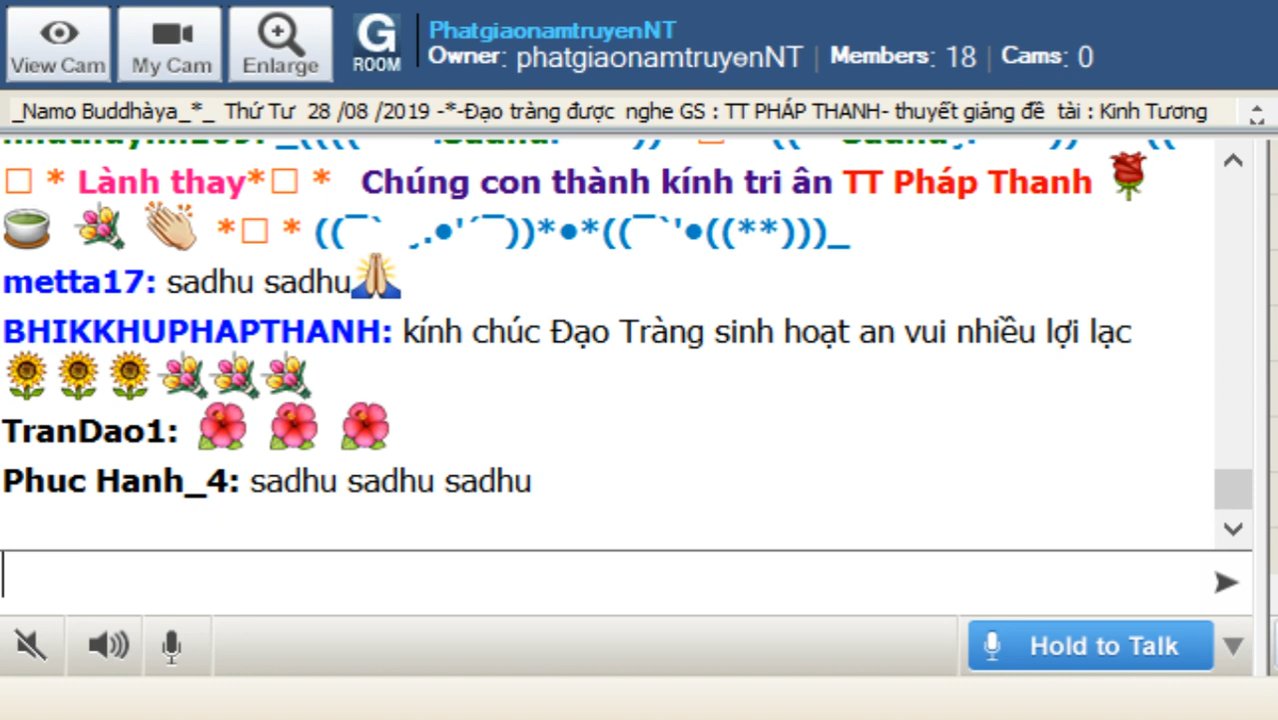 View Cam
My Cam
Enlarge
G
ROOM
PhatgiaonamtruyenNT
Owner: phatgiaonamtruyenNT | Members: 18 | Cams: 0
_Namo Buddhàya_*_ Thứ Tư 28 /08 /2019 -*-Đạo tràng được nghe GS : TT PHÁP THANH- thuyết giảng đề tài : Kinh Tương
□ * Lành thay*□ * Chúng con thành kính tri ân TT Pháp Thanh 🌹
🍵 💐 👏 *□ * ((¯` ¸.●'´¯))*●*((¯`'●((**)))_
metta17: sadhu sadhu🙏
BHIKKHUPHAPTHANH: kính chúc Đạo Tràng sinh hoạt an vui nhiều lợi lạc
🌻🌻🌻💐💐💐
TranDao1: 🌺 🌺 🌺
Phuc Hanh_4: sadhu sadhu sadhu
Hold to Talk